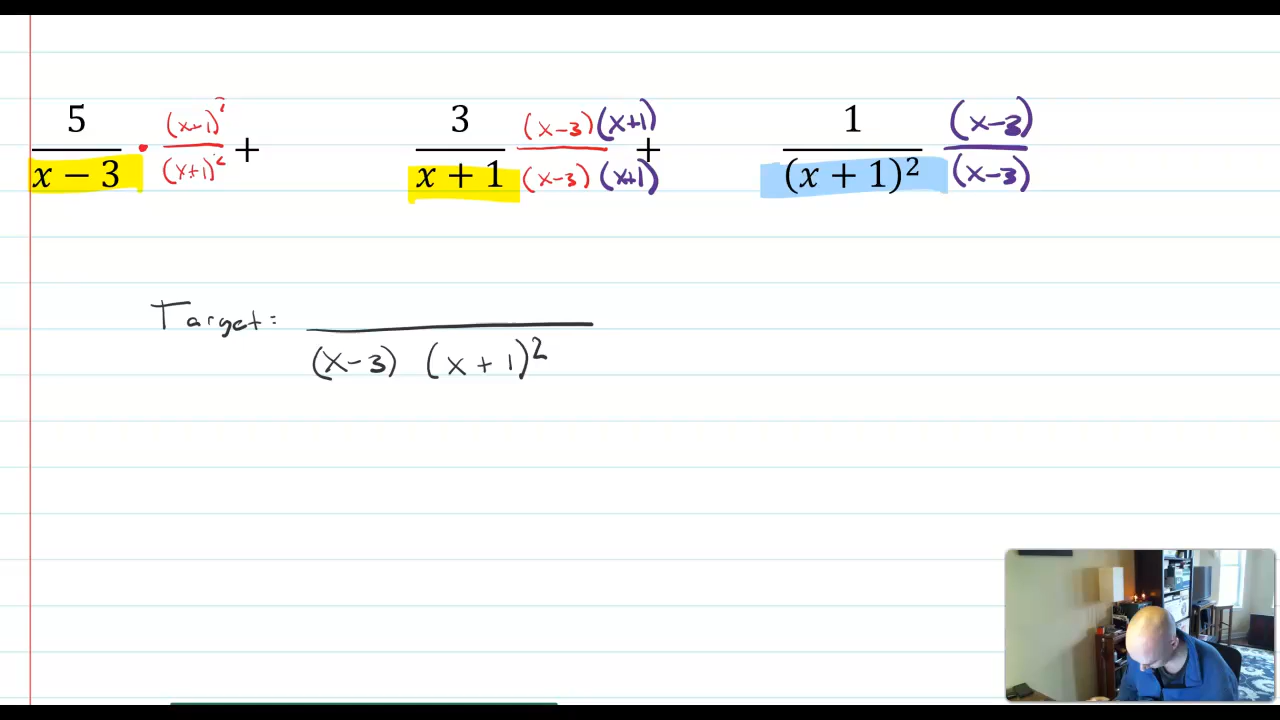 5/(x − 3) · (x+1)²/(x+1)² + 3/(x + 1) (x−3)(x+1)/(x−3)(x+1) + 1/(x + 1)² (x−3)/(x−3)
Target:
(x−3) (x+1)²